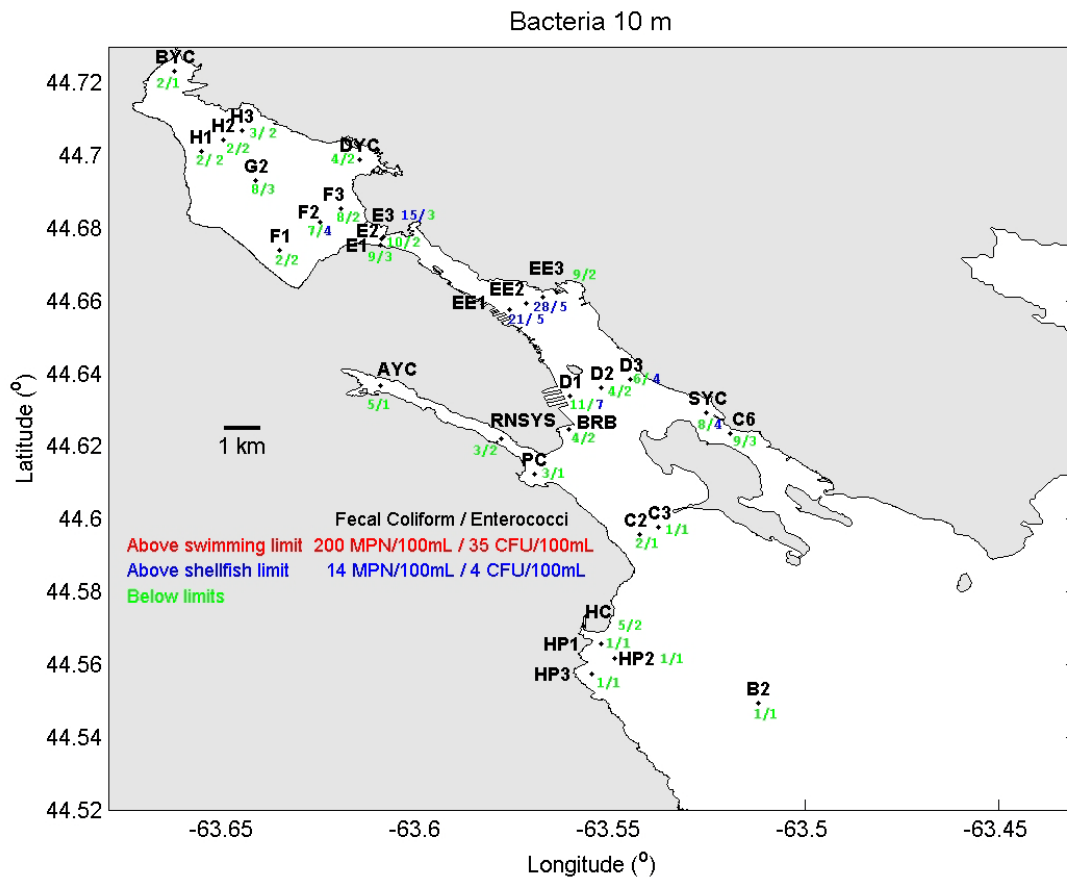 Bacteria 10 m
44.72
44.7
44.68
44.66
44.64
44.62
44.6
44.58
44.56
44.54
44.52
Latitude (o)
BYC
2/1
H3
3/ 2
H2
2/2
H1
2/ 2
DYC
4/2
G2
8/3
F3
8/2
F2
7/4
F1
2/2
E3
15/3
E2
10/2
E1
9/3
EE3
9/2
EE2
28/ 5
EE1
21/ 5
AYC
5/1
D3
6/ 4
D2
4/2
D1
11/7
SYC
8/4
C6
9/3
RNSYS
3/2
BRB
4/2
PC
3/1
1 km
C3
1/1
C2
2/1
Fecal Coliform / Enterococci
Above swimming limit 200 MPN/100mL / 35 CFU/100mL
Above shellfish limit 14 MPN/100mL / 4 CFU/100mL
Below limits
HC
5/2
HP1
1/1
HP2
1/1
HP3
1/1
B2
1/1
-63.65
-63.6
-63.55
-63.5
-63.45
Longitude (o)